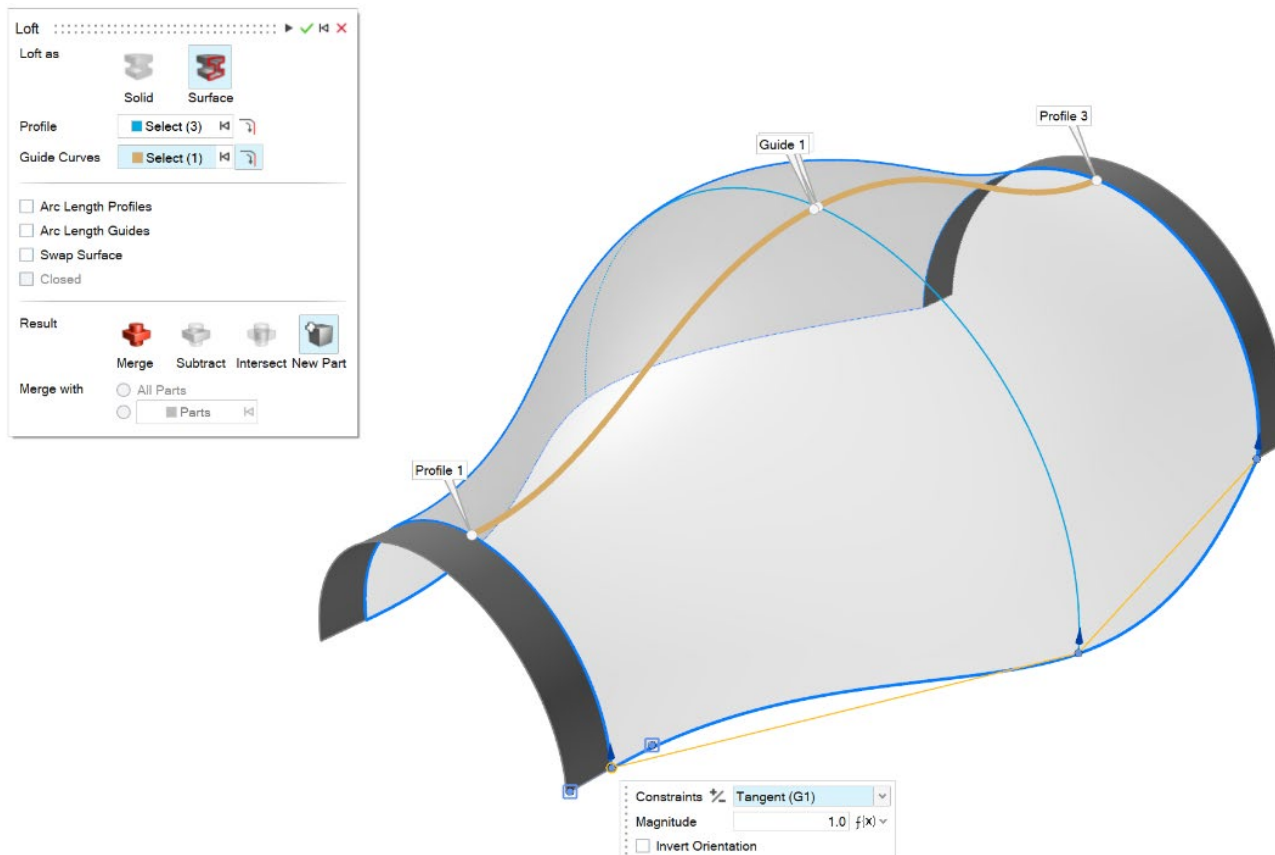 Loft
Loft as
Solid
Surface
Profile
Select (3)
Guide Curves
Select (1)
Arc Length Profiles
Arc Length Guides
Swap Surface
Closed
Result
Merge
Subtract
Intersect
New Part
Merge with
All Parts
Parts
Profile 3
Guide 1
Profile 1
Constraints
Tangent (G1)
Magnitude
1.0
ƒ(x)
Invert Orientation